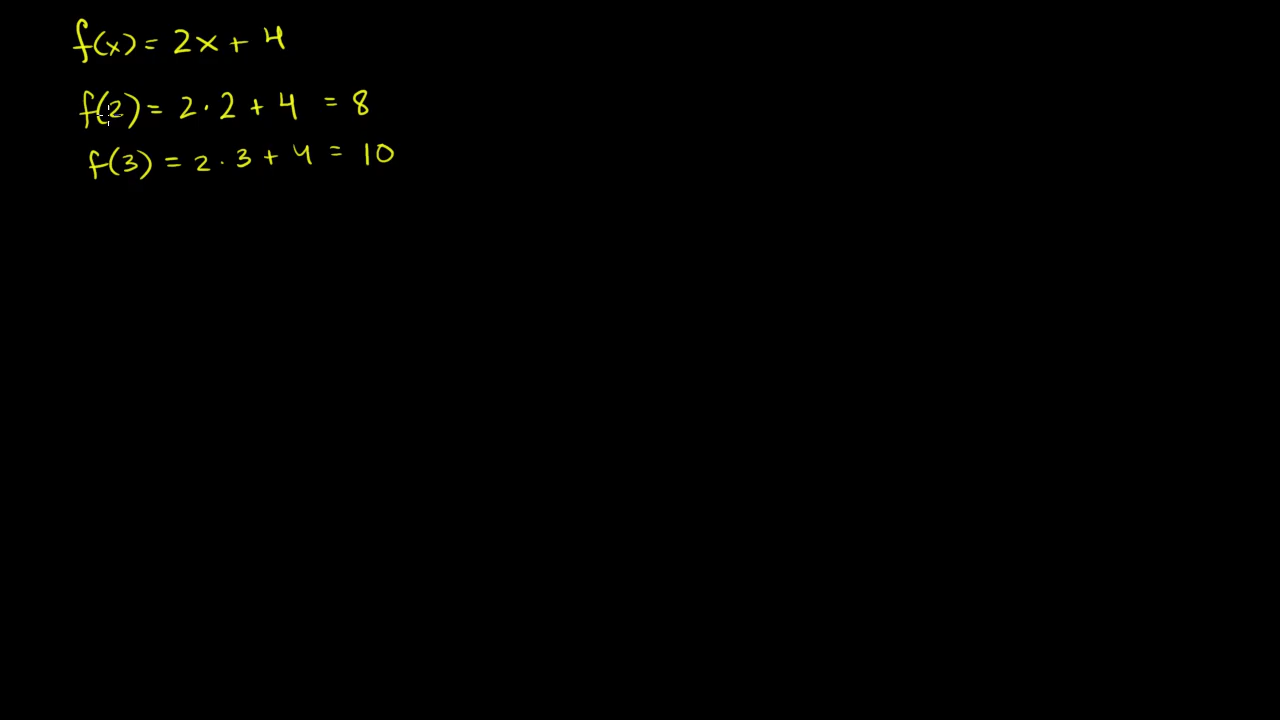 f(x) = 2x + 4
f(2) = 2 · 2 + 4 = 8
f(3) = 2 · 3 + 4 = 10